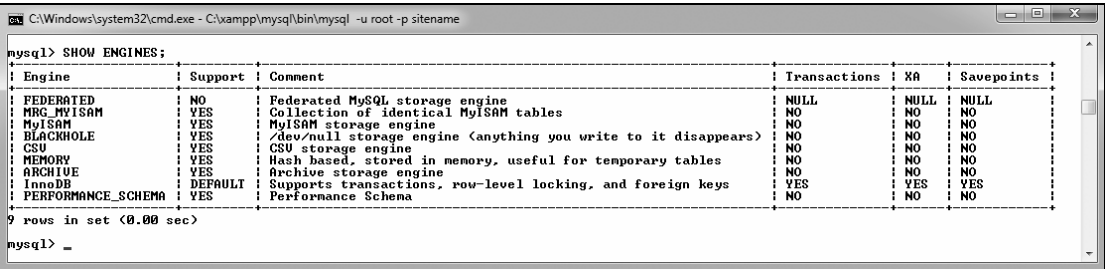 C:\Windows\system32\cmd.exe - C:\xampp\mysql\bin\mysql -u root -p sitename
mysql> SHOW ENGINES;
+--------------------+---------+----------------------------------------------------------------+--------------+------+------------+
| Engine | Support | Comment | Transactions | XA | Savepoints |
+--------------------+---------+----------------------------------------------------------------+--------------+------+------------+
| FEDERATED | NO | Federated MySQL storage engine | NULL | NULL | NULL |
| MRG_MYISAM | YES | Collection of identical MyISAM tables | NO | NO | NO |
| MyISAM | YES | MyISAM storage engine | NO | NO | NO |
| BLACKHOLE | YES | /dev/null storage engine (anything you write to it disappears) | NO | NO | NO |
| CSV | YES | CSV storage engine | NO | NO | NO |
| MEMORY | YES | Hash based, stored in memory, useful for temporary tables | NO | NO | NO |
| ARCHIVE | YES | Archive storage engine | NO | NO | NO |
| InnoDB | DEFAULT | Supports transactions, row-level locking, and foreign keys | YES | YES | YES |
| PERFORMANCE_SCHEMA | YES | Performance Schema | NO | NO | NO |
+--------------------+---------+----------------------------------------------------------------+--------------+------+------------+
9 rows in set (0.00 sec)
mysql> _